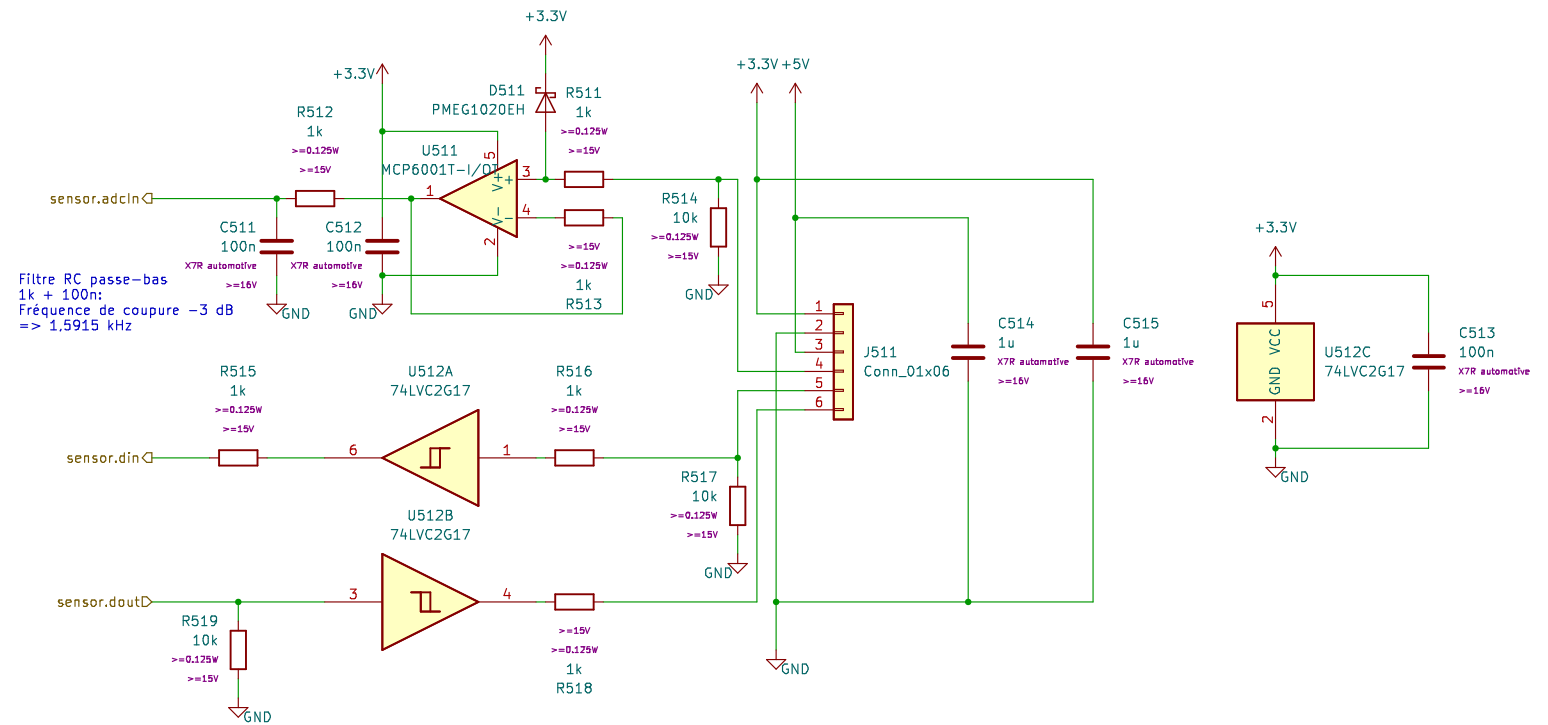 +3.3V
+3.3V
D511
PMEG1020EH
R511
1k
>=0.125W
>=15V
+3.3V
+5V
R512
1k
>=0.125W
>=15V
U511
MCP6001T-I/OT
5
V+
+
3
V-
-
4
1
2
sensor.adcIn
C511
100n
X7R automotive
>=16V
GND
C512
100n
X7R automotive
>=16V
GND
>=15V
>=0.125W
1k
R513
R514
10k
>=0.125W
>=15V
GND
Filtre RC passe-bas
1k + 100n:
Fréquence de coupure -3 dB
=> 1,5915 kHz
1
2
3
4
5
6
J511
Conn_01x06
C514
1u
X7R automotive
>=16V
C515
1u
X7R automotive
>=16V
+3.3V
5
VCC
GND
2
U512C
74LVC2G17
C513
100n
X7R automotive
>=16V
GND
R515
1k
>=0.125W
>=15V
U512A
74LVC2G17
R516
1k
>=0.125W
>=15V
sensor.din
6
1
R517
10k
>=0.125W
>=15V
GND
U512B
74LVC2G17
sensor.dout
3
4
R519
10k
>=0.125W
>=15V
GND
>=15V
>=0.125W
1k
R518
GND